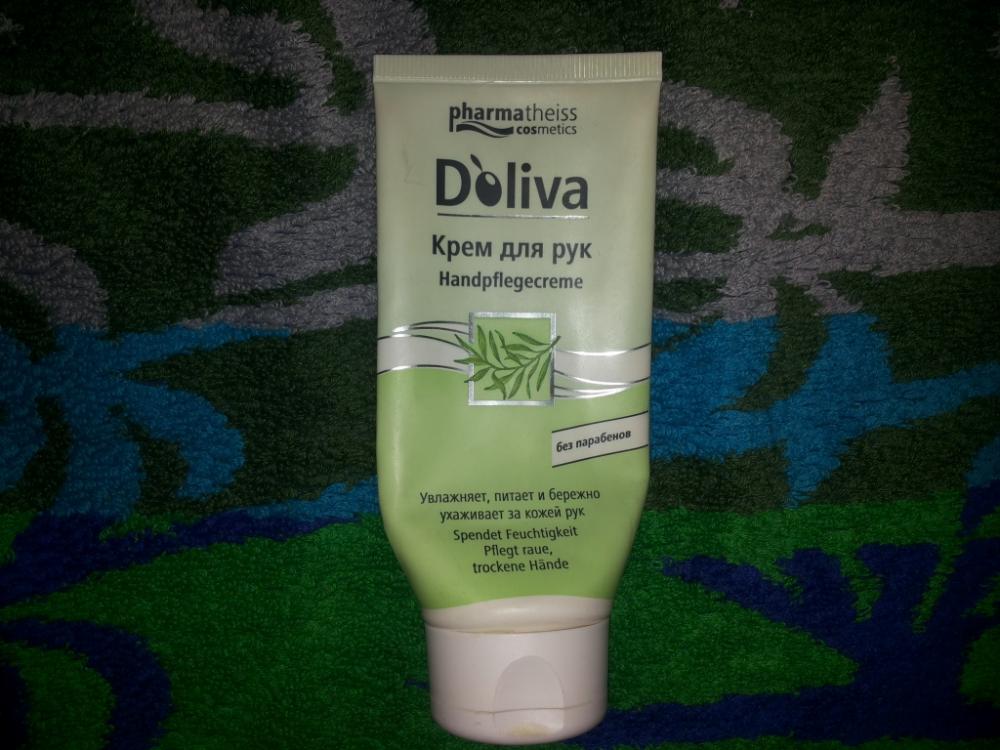 pharmatheiss
cosmetics
D'oliva
Крем для рук
Handpflegecreme
без парабенов
Увлажняет, питает и бережно
ухаживает за кожей рук
Spendet Feuchtigkeit
Pflegt raue,
trockene Hände